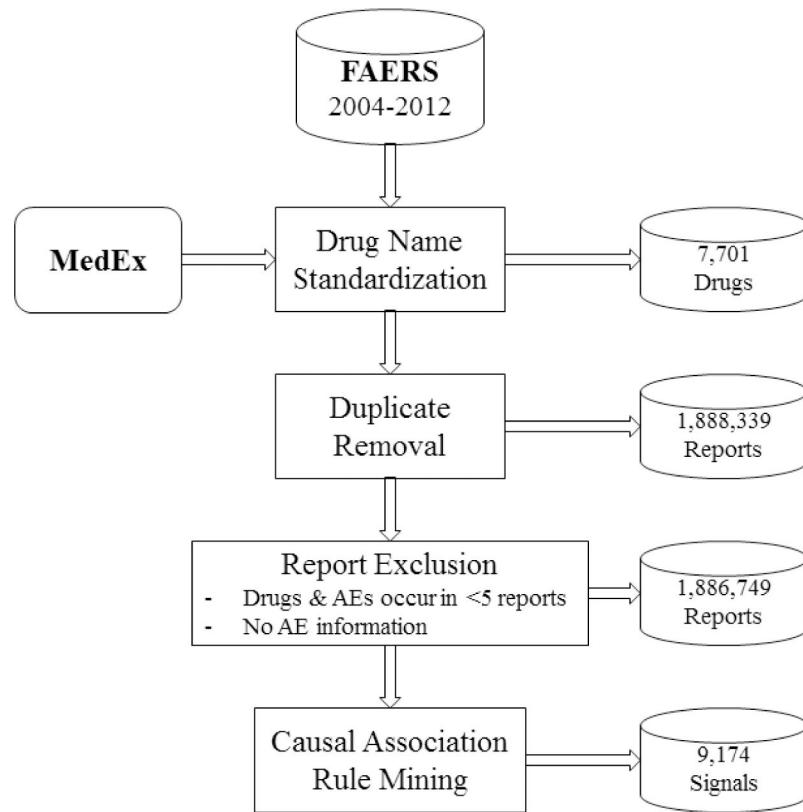 FAERS
2004-2012
MedEx
Drug Name
Standardization
7,701
Drugs
Duplicate
Removal
1,888,339
Reports
Report Exclusion
- Drugs & AEs occur in <5 reports
- No AE information
1,886,749
Reports
Causal Association
Rule Mining
9,174
Signals